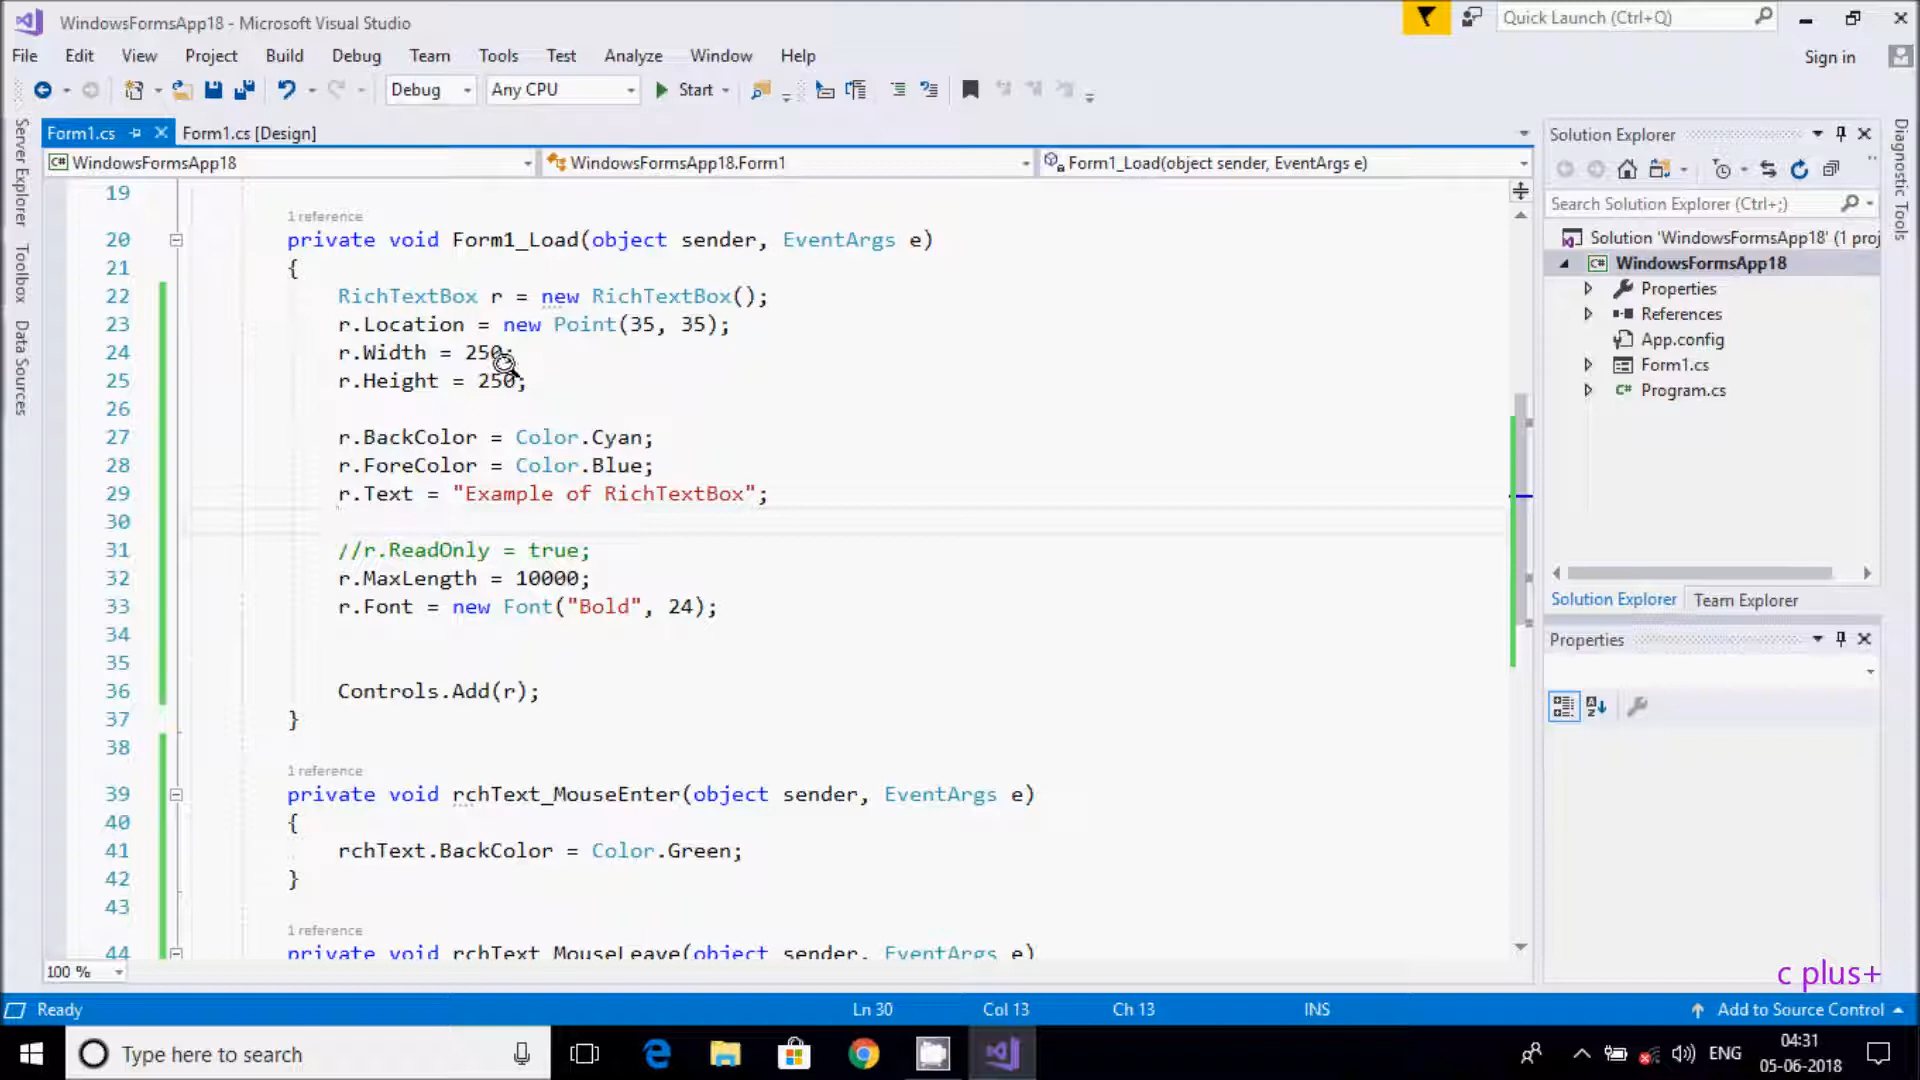 WindowsFormsApp18 - Microsoft Visual Studio
Quick Launch (Ctrl+Q)
File Edit View Project Build Debug Team Tools Test Analyze Window Help
Sign in
Debug Any CPU Start
Form1.cs Form1.cs [Design]
WindowsFormsApp18 WindowsFormsApp18.Form1 Form1_Load(object sender, EventArgs e)
Server Explorer
Toolbox
Data Sources
19
1 reference
20 private void Form1_Load(object sender, EventArgs e)
21 {
22 RichTextBox r = new RichTextBox();
23 r.Location = new Point(35, 35);
24 r.Width = 250;
25 r.Height = 250;
26
27 r.BackColor = Color.Cyan;
28 r.ForeColor = Color.Blue;
29 r.Text = "Example of RichTextBox";
30
31 //r.ReadOnly = true;
32 r.MaxLength = 10000;
33 r.Font = new Font("Bold", 24);
34
35
36 Controls.Add(r);
37 }
38
1 reference
39 private void rchText_MouseEnter(object sender, EventArgs e)
40 {
41 rchText.BackColor = Color.Green;
42 }
43
1 reference
44 private void rchText_MouseLeave(object sender, EventArgs e)
100 %
Solution Explorer
Search Solution Explorer (Ctrl+;)
Solution 'WindowsFormsApp18' (1 proj
C# WindowsFormsApp18
Properties
References
App.config
Form1.cs
C# Program.cs
Solution Explorer Team Explorer
Properties
Diagnostic Tools
c plus+
Ready Ln 30 Col 13 Ch 13 INS Add to Source Control
Type here to search
ENG
04:31
05-06-2018